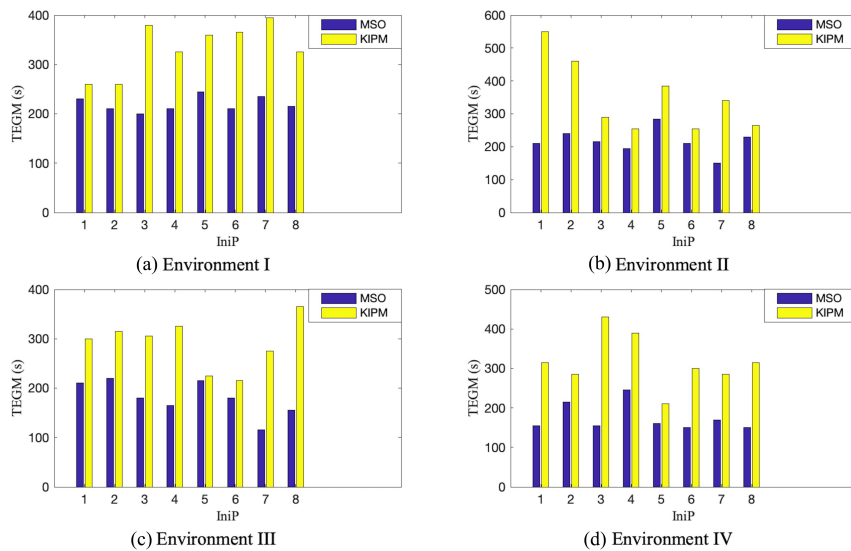 400
300
200
100
0
TEGM (s)
MSO
KIPM
1 2 3 4 5 6 7 8
IniP
(a) Environment I
600
500
400
300
200
100
0
TEGM (s)
MSO
KIPM
1 2 3 4 5 6 7 8
IniP
(b) Environment II
400
300
200
100
0
TEGM (s)
MSO
KIPM
1 2 3 4 5 6 7 8
IniP
(c) Environment III
500
400
300
200
100
0
TEGM (s)
MSO
KIPM
1 2 3 4 5 6 7 8
IniP
(d) Environment IV